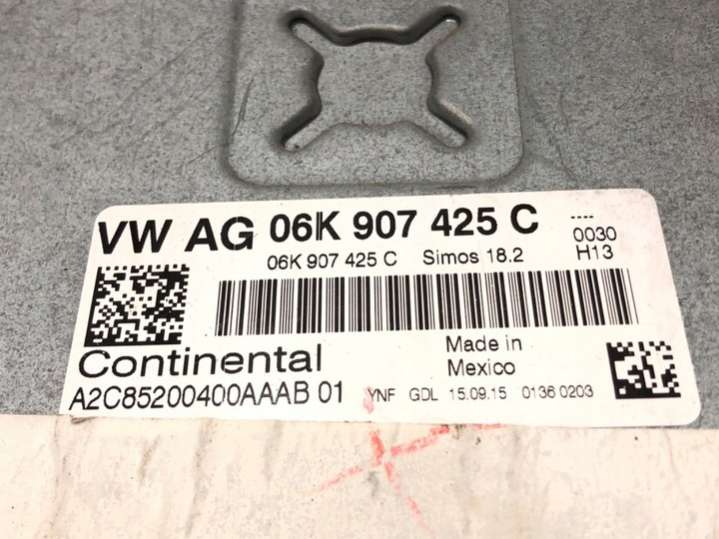 VW AG 06K 907 425 C
----
0030
H13
06K 907 425 C Simos 18.2
Continental
Made in
Mexico
A2C85200400AAAB 01 YNF GDL 15.09.15 0136 0203